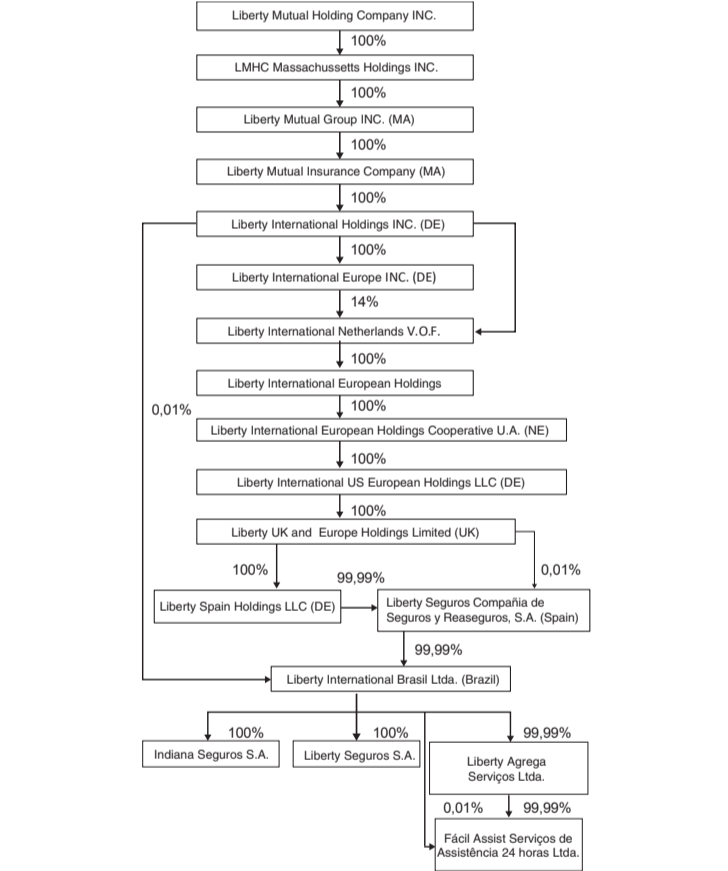 Liberty Mutual Holding Company INC.
100%
LMHC Massachussetts Holdings INC.
100%
Liberty Mutual Group INC. (MA)
100%
Liberty Mutual Insurance Company (MA)
100%
Liberty International Holdings INC. (DE)
100%
Liberty International Europe INC. (DE)
14%
Liberty International Netherlands V.O.F.
100%
Liberty International European Holdings
0,01%
100%
Liberty International European Holdings Cooperative U.A. (NE)
100%
Liberty International US European Holdings LLC (DE)
100%
Liberty UK and Europe Holdings Limited (UK)
100%
99,99%
0,01%
Liberty Spain Holdings LLC (DE)
Liberty Seguros Compañia de
Seguros y Reaseguros, S.A. (Spain)
99,99%
Liberty International Brasil Ltda. (Brazil)
100%
100%
99,99%
Indiana Seguros S.A.
Liberty Seguros S.A.
Liberty Agrega
Serviços Ltda.
0,01%
99,99%
Fácil Assist Serviços de
Assistência 24 horas Ltda.